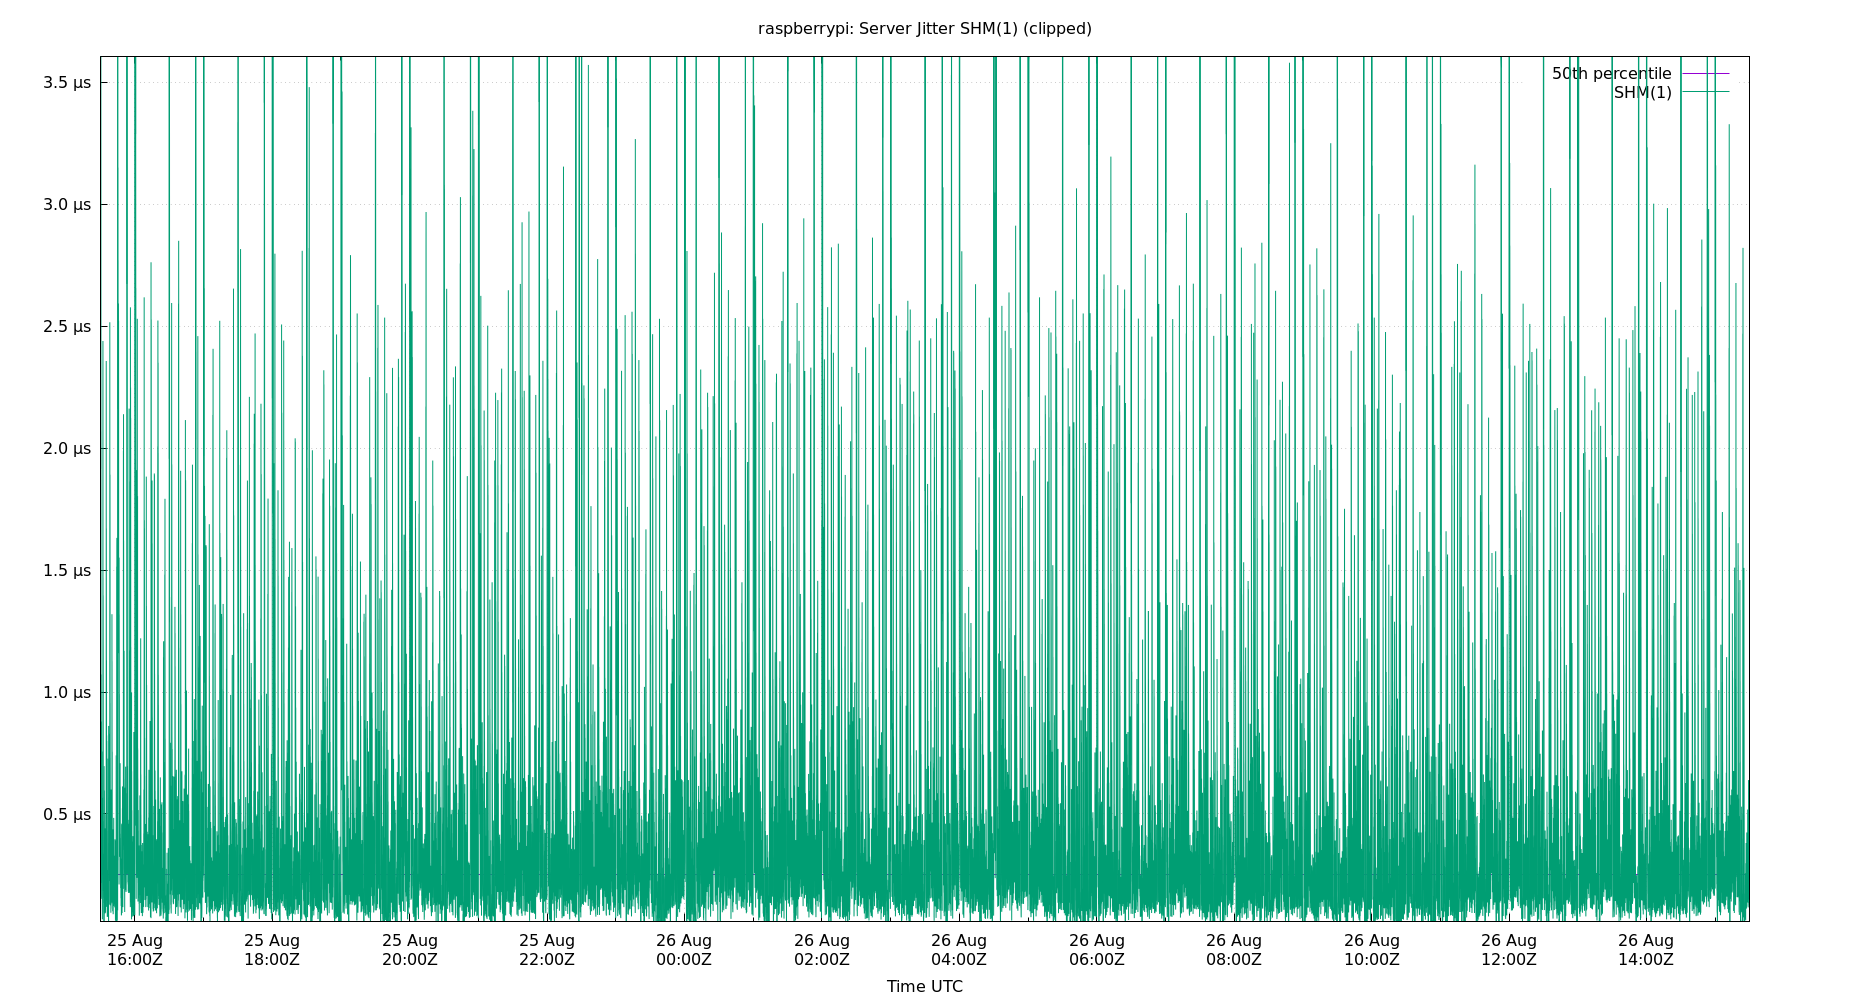 raspberrypi: Server Jitter SHM(1) (clipped)
50th percentile
SHM(1)
3.5 µs
3.0 µs
2.5 µs
2.0 µs
1.5 µs
1.0 µs
0.5 µs
25 Aug 25 Aug 25 Aug 25 Aug 26 Aug 26 Aug 26 Aug 26 Aug 26 Aug 26 Aug 26 Aug 26 Aug
16:00Z 18:00Z 20:00Z 22:00Z 00:00Z 02:00Z 04:00Z 06:00Z 08:00Z 10:00Z 12:00Z 14:00Z
Time UTC